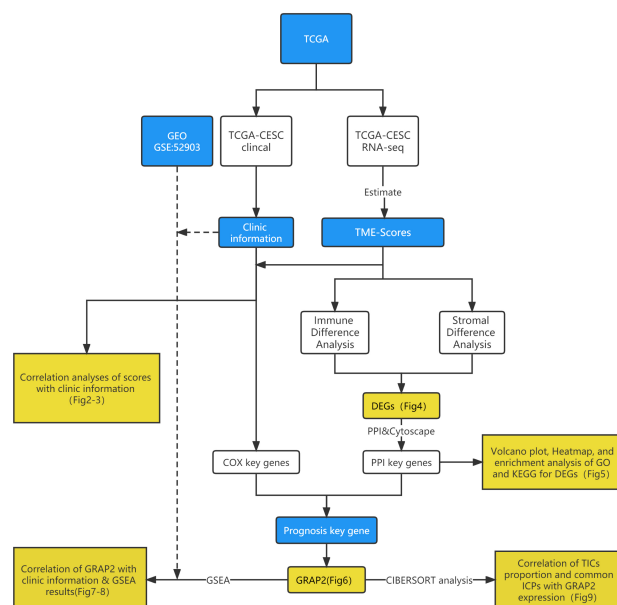 TCGA
GEO
GSE:52903
TCGA-CESC
clincal
TCGA-CESC
RNA-seq
Estimate
Clinic
information
TME-Scores
Immune
Difference
Analysis
Stromal
Difference
Analysis
Correlation analyses of scores
with clinic information
（Fig2-3）
DEGs（Fig4）
PPI&Cytoscape
COX key genes
PPI key genes
Volcano plot, Heatmap, and
enrichment analysis of GO
and KEGG for DEGs（Fig5）
Prognosis key gene
Correlation of GRAP2 with
clinic information & GSEA
results(Fig7-8）
GSEA
GRAP2(Fig6）
CIBERSORT analysis
Correlation of TICs
proportion and common
ICPs with GRAP2
expression（Fig9）